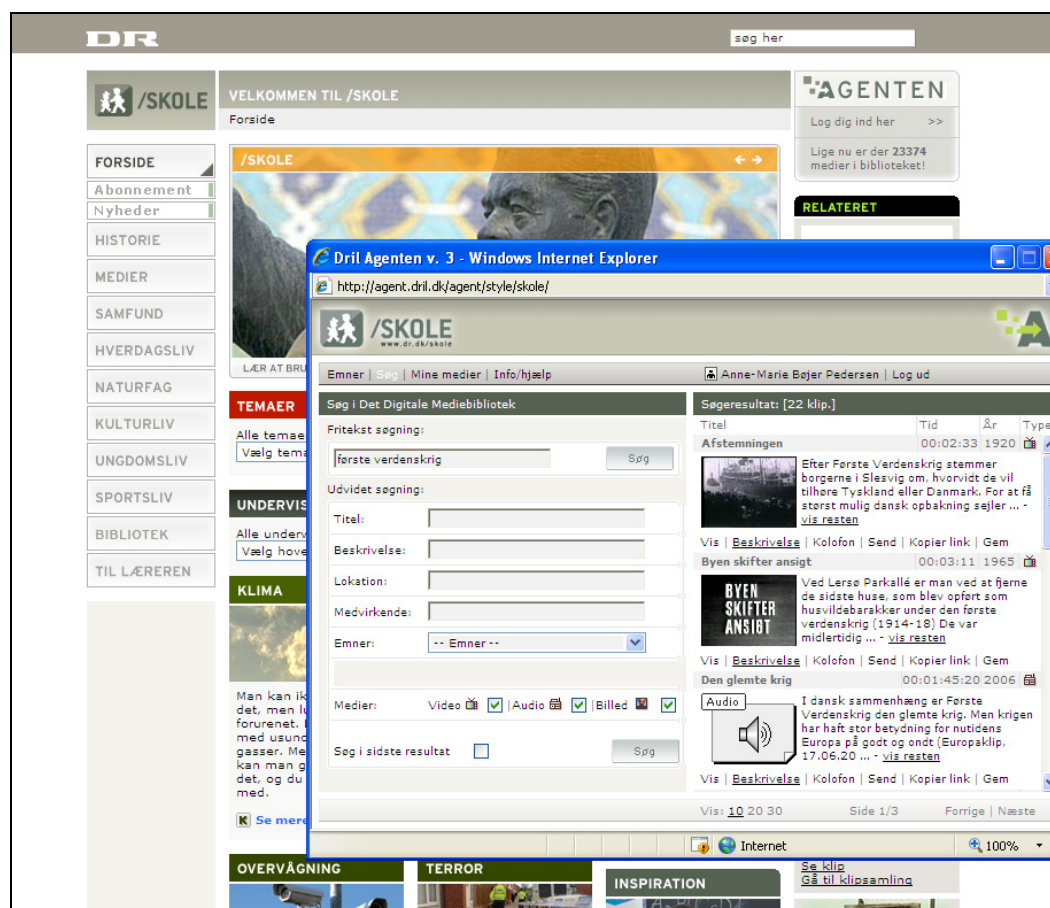 DR
søg her
/SKOLE
VELKOMMEN TIL /SKOLE
Forside
AGENTEN
Log dig ind her >>
Lige nu er der 23374
medier i biblioteket!
FORSIDE
Abonnement
Nyheder
HISTORIE
MEDIER
SAMFUND
HVERDAGSLIV
NATURFAG
KULTURLIV
UNGDOMSLIV
SPORTSLIV
BIBLIOTEK
TIL LÆREREN
/SKOLE
LÆR AT BRU
RELATERET
TEMAER
Alle temae
Vælg tema
UNDERVIS
Alle underv
Vælg hove
KLIMA
Man kan ik
det, men l
forurenet.
med usund
gasser. Me
kan man g
det, og du
med.
Se mere
Dril Agenten v. 3 - Windows Internet Explorer
http://agent.dril.dk/agent/style/skole/
/SKOLE
www.dr.dk/skole
A
Emner | Søg | Mine medier | Info/hjælp
Anne-Marie Bøjer Pedersen | Log ud
Søg i Det Digitale Mediebibliotek
Fritekst søgning:
første verdenskrig
Søg
Udvidet søgning:
Titel:
Beskrivelse:
Lokation:
Medvirkende:
Emner: -- Emner --
Medier: Video |Audio |Billed
Søg i sidste resultat
Søg
Søgeresultat: [22 klip.]
Titel Tid År Type
Afstemningen 00:02:33 1920
Efter Første Verdenskrig stemmer
borgerne i Slesvig om, hvorvidt de vil
tilhøre Tyskland eller Danmark. For at få
størst mulig dansk opbakning sejler ... -
vis resten
Vis | Beskrivelse | Kolofon | Send | Kopier link | Gem
Byen skifter ansigt 00:03:11 1965
BYEN
SKIFTER
ANSIGT
Ved Lersø Parkallé er man ved at fjerne
de sidste huse, som blev opført som
husvildebarakker under den første
verdenskrig (1914-18) De var
midlertidig ... - vis resten
Vis | Beskrivelse | Kolofon | Send | Kopier link | Gem
Den glemte krig 00:01:45:20 2006
Audio
I dansk sammenhæng er Første
Verdenskrig den glemte krig. Men krigen
har haft stor betydning for nutidens
Europa på godt og ondt (Europaklip,
17.06.20 ... - vis resten
Vis | Beskrivelse | Kolofon | Send | Kopier link | Gem
Vis: 10 20 30 Side 1/3 Forrige | Næste
Internet
100%
OVERVÅGNING
TERROR
INSPIRATION
Se klip
Gå til klipsamling